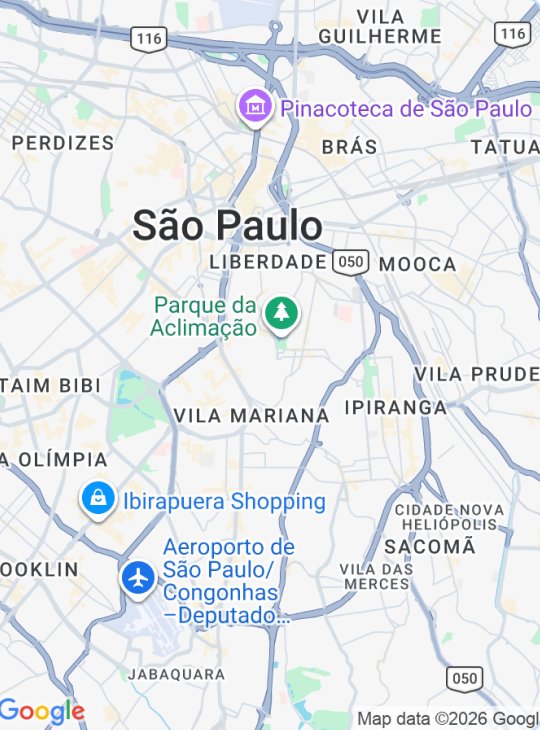 VILA
GUILHERME
116
116
Pinacoteca de São Paulo
PERDIZES
BRÁS
TATUA
São Paulo
LIBERDADE
050
MOOCA
Parque da
Aclimação
TAIM BIBI
VILA PRUDE
VILA MARIANA
IPIRANGA
A OLÍMPIA
Ibirapuera Shopping
CIDADE NOVA
HELIÓPOLIS
SACOMÃ
Aeroporto de
São Paulo/
Congonhas
–Deputado...
OOKLIN
VILA DAS
MERCES
JABAQUARA
050
Google
Map data ©2026 Googl